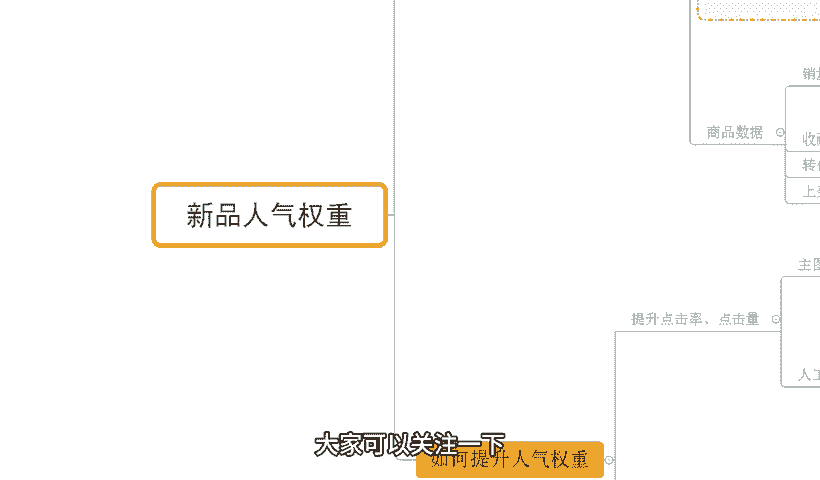 商品数据
转
上
新品人气权重
主图
提升点击率、点击量
人工
大家可以关注一下
如何提升人气权重